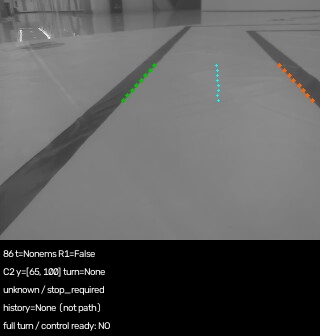 86 t=Nonems R1=False
C2 y=[65, 100] turn=None
unknown / stop_required
history=None (not path)
full turn / control ready: NO